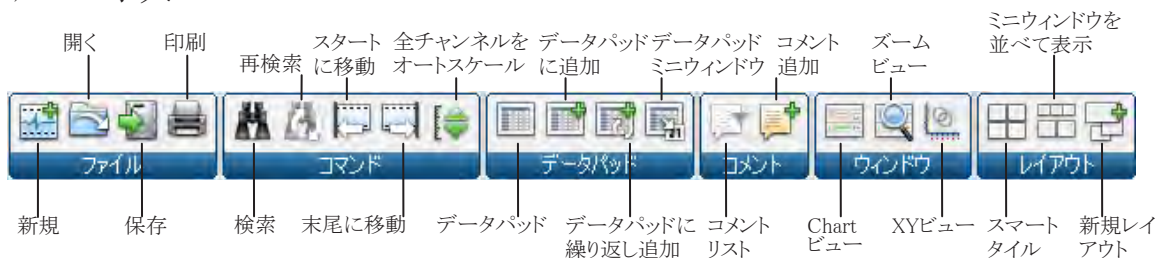 ミニウィンドウを
並べて表示
開く
印刷
再検索
スタート
に移動
全チャンネルを
オートスケール
データパッド
に追加
データパッド
ミニウィンドウ
コメント
追加
ズーム
ビュー
ファイル
コマンド
データパッド
コメント
ウィンドウ
レイアウト
新規
保存
検索
末尾に移動
データパッド
データパッドに
繰り返し追加
コメント
リスト
Chart
ビュー
XYビュー
スマート
タイル
新規レイ
アウト